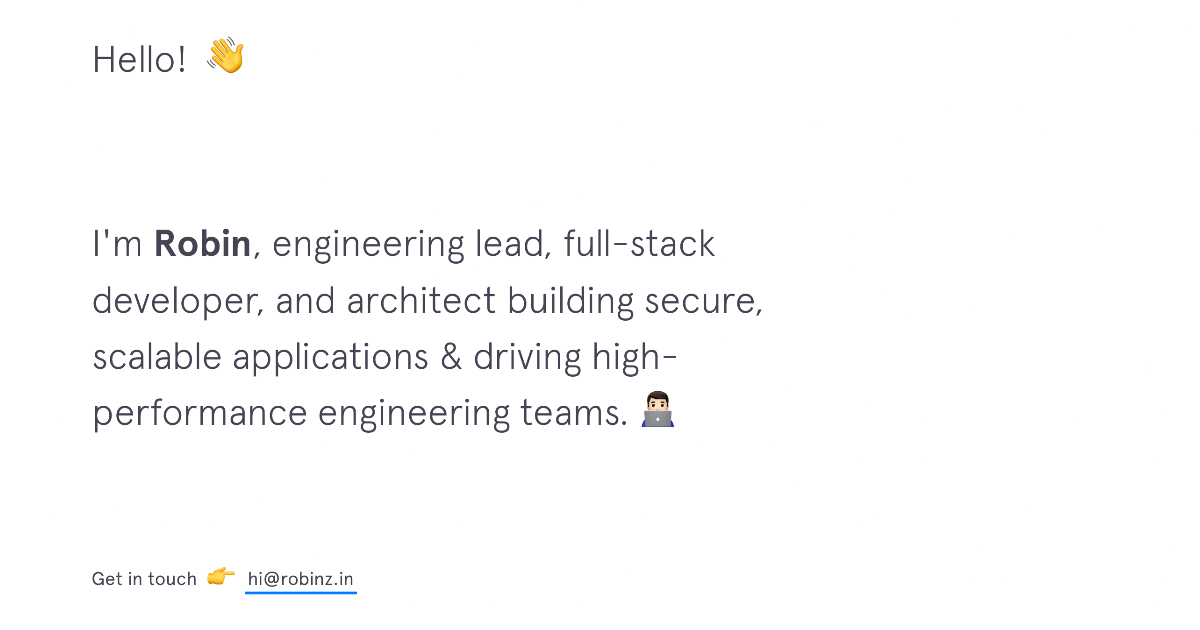 Hello! 👋
I'm Robin, engineering lead, full-stack
developer, and architect building secure,
scalable applications & driving high-
performance engineering teams. 👨🏻‍💻
Get in touch 👉 hi@robinz.in